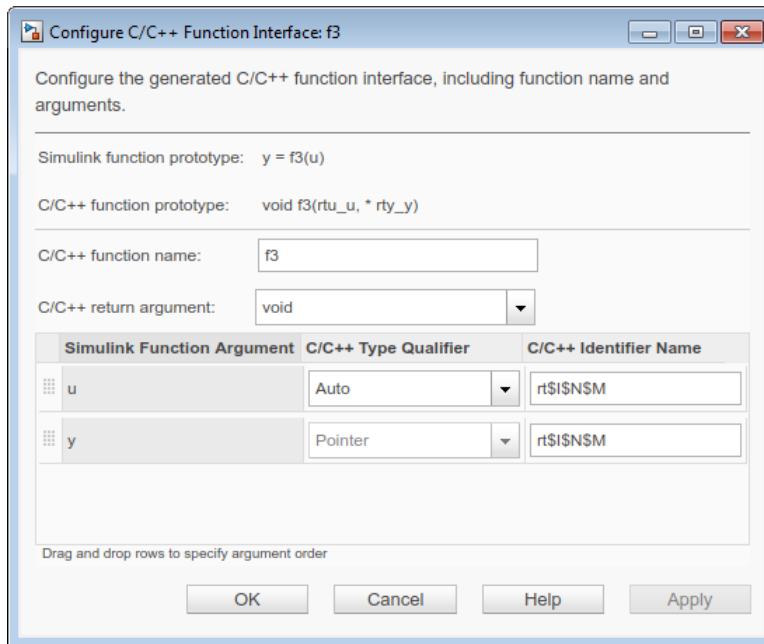 Configure C/C++ Function Interface: f3
Configure the generated C/C++ function interface, including function name and
arguments.
Simulink function prototype: y = f3(u)
C/C++ function prototype: void f3(rtu_u, * rty_y)
C/C++ function name: f3
C/C++ return argument: void
Simulink Function Argument C/C++ Type Qualifier C/C++ Identifier Name
u Auto rt$I$N$M
y Pointer rt$I$N$M
Drag and drop rows to specify argument order
OK Cancel Help Apply